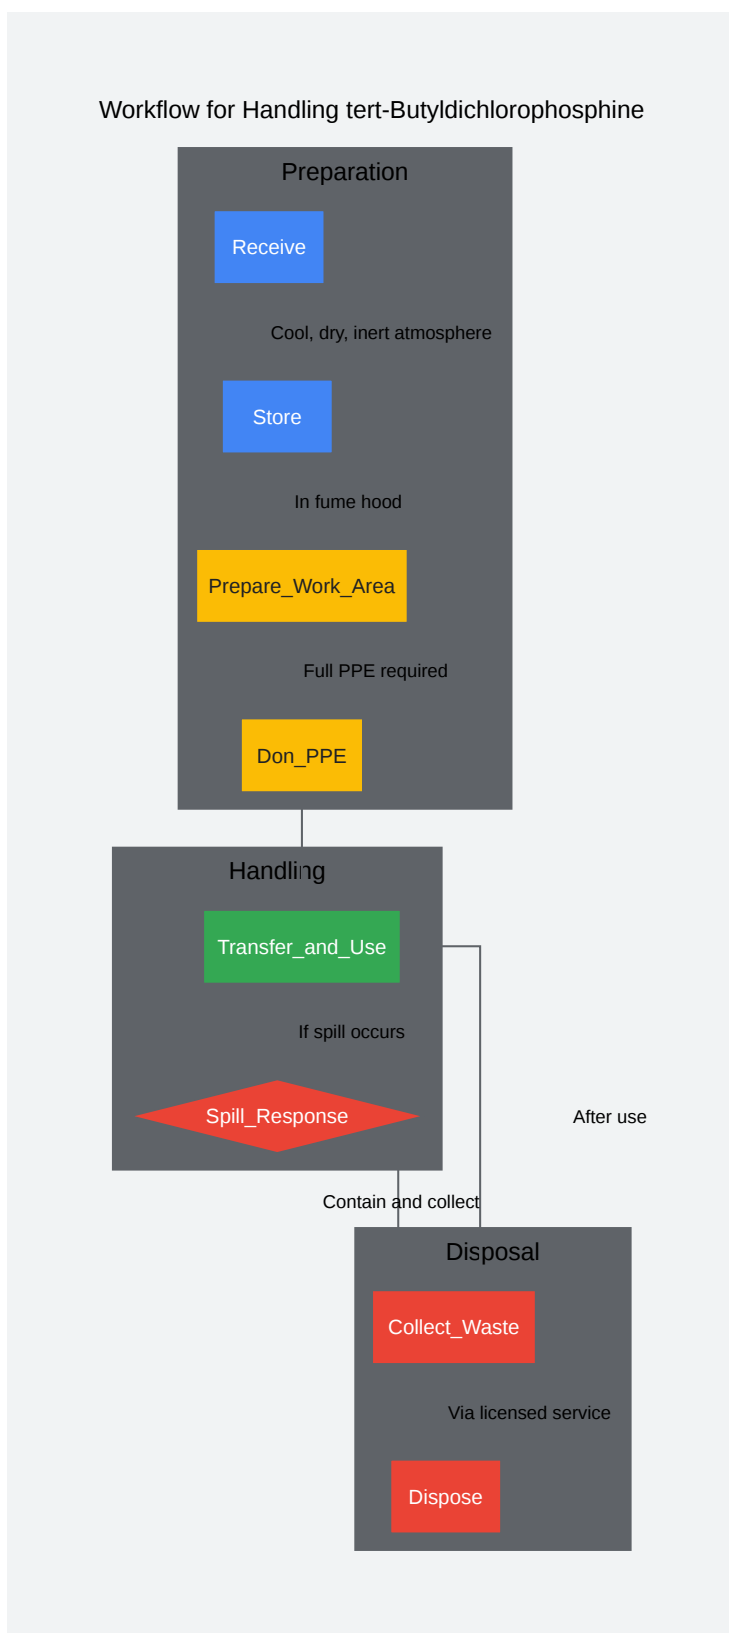 Workflow for Handling tert-Butyldichlorophosphine
Preparation
Receive
Cool, dry, inert atmosphere
Store
In fume hood
Prepare_Work_Area
Full PPE required
Don_PPE
Handling
Transfer_and_Use
If spill occurs
Spill_Response
After use
Contain and collect
Disposal
Collect_Waste
Via licensed service
Dispose